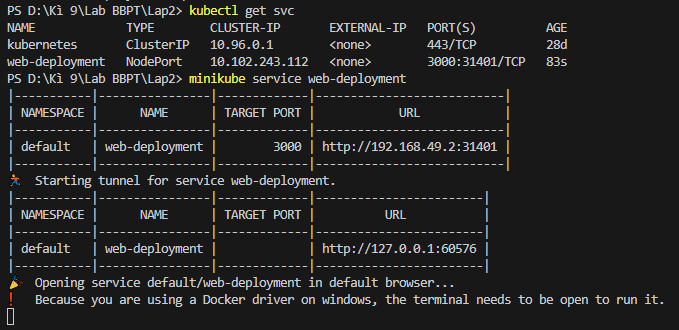 PS D:\Kì 9\Lab BBPT\Lap2> kubectl get svc
NAME             TYPE        CLUSTER-IP       EXTERNAL-IP   PORT(S)          AGE
kubernetes       ClusterIP   10.96.0.1        <none>        443/TCP          28d
web-deployment   NodePort    10.102.243.112   <none>        3000:31401/TCP   83s
PS D:\Kì 9\Lab BBPT\Lap2> minikube service web-deployment
|-----------|----------------|-------------|---------------------------|
| NAMESPACE |      NAME      | TARGET PORT |            URL            |
|-----------|----------------|-------------|---------------------------|
| default   | web-deployment |        3000 | http://192.168.49.2:31401 |
|-----------|----------------|-------------|---------------------------|
🏃  Starting tunnel for service web-deployment.
|-----------|----------------|-------------|------------------------|
| NAMESPACE |      NAME      | TARGET PORT |          URL           |
|-----------|----------------|-------------|------------------------|
| default   | web-deployment |             | http://127.0.0.1:60576 |
|-----------|----------------|-------------|------------------------|
🎉  Opening service default/web-deployment in default browser...
❗  Because you are using a Docker driver on windows, the terminal needs to be open to run it.